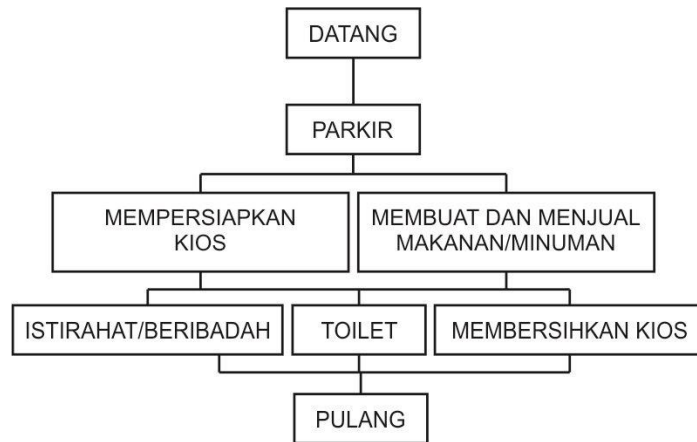 DATANG
PARKIR
MEMPERSIAPKAN
KIOS
MEMBUAT DAN MENJUAL
MAKANAN/MINUMAN
ISTIRAHAT/BERIBADAH
TOILET
MEMBERSIHKAN KIOS
PULANG